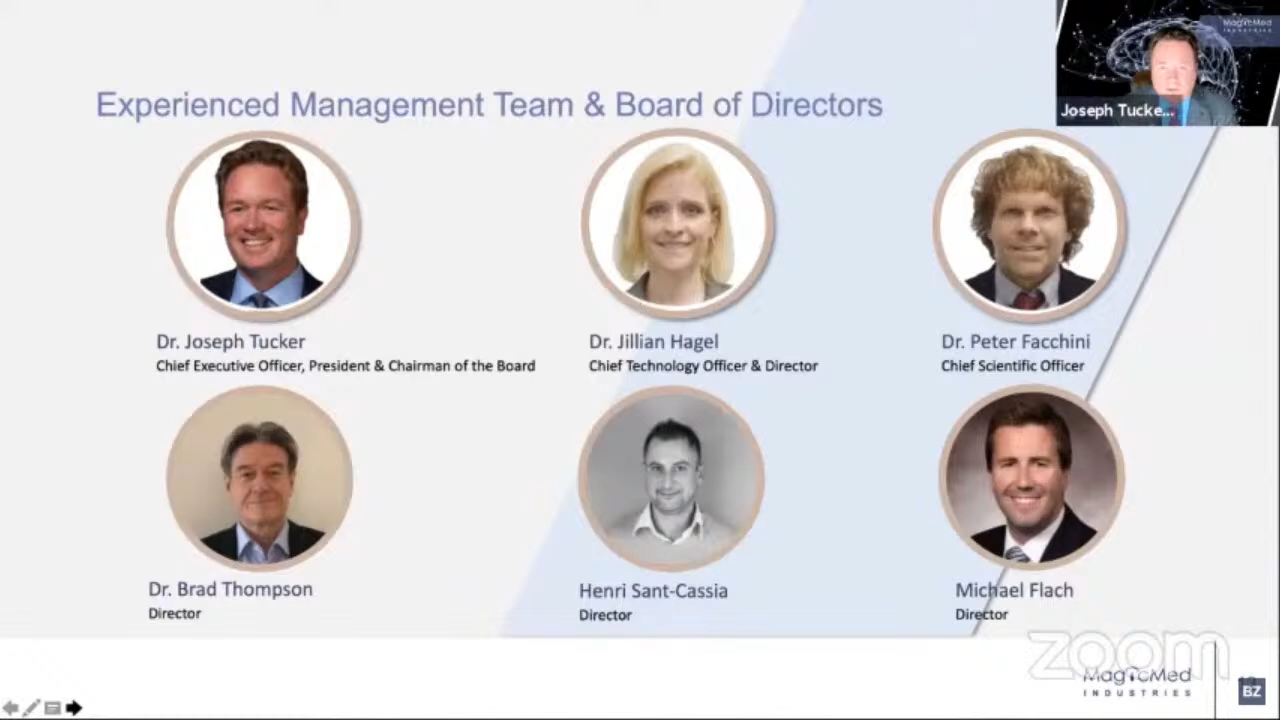 MagicMed
INDUSTRIES
Experienced Management Team & Board of Directors
Joseph Tucke...
Dr. Joseph Tucker
Chief Executive Officer, President & Chairman of the Board
Dr. Jillian Hagel
Chief Technology Officer & Director
Dr. Peter Facchini
Chief Scientific Officer
Dr. Brad Thompson
Director
Henri Sant-Cassia
Director
Michael Flach
Director
zoom
MagicMed
INDUSTRIES
BZ